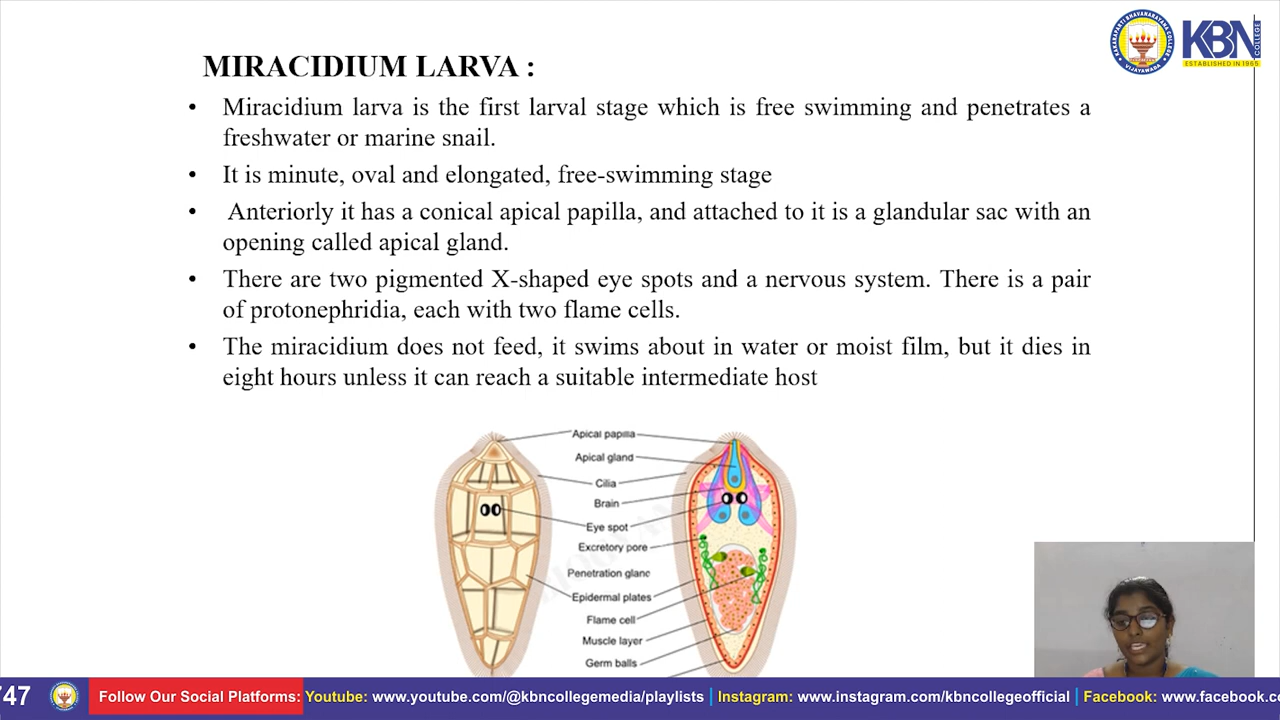 KAKARAPARTI BHAVANARAYANA COLLEGE
VIJAYAWADA
KBN
COLLEGE
ESTABLISHED IN 1965
MIRACIDIUM LARVA :
• Miracidium larva is the first larval stage which is free swimming and penetrates a
freshwater or marine snail.
• It is minute, oval and elongated, free-swimming stage
• Anteriorly it has a conical apical papilla, and attached to it is a glandular sac with an
opening called apical gland.
• There are two pigmented X-shaped eye spots and a nervous system. There is a pair
of protonephridia, each with two flame cells.
• The miracidium does not feed, it swims about in water or moist film, but it dies in
eight hours unless it can reach a suitable intermediate host
Apical papilla
Apical gland
Cilia
Brain
Eye spot
Excretory pore
Penetration gland
Epidermal plates
Flame cell
Muscle layer
Germ balls
747 Follow Our Social Platforms: Youtube: www.youtube.com/@kbncollegemedia/playlists | Instagram: www.instagram.com/kbncollegeofficial | Facebook: www.facebook.c